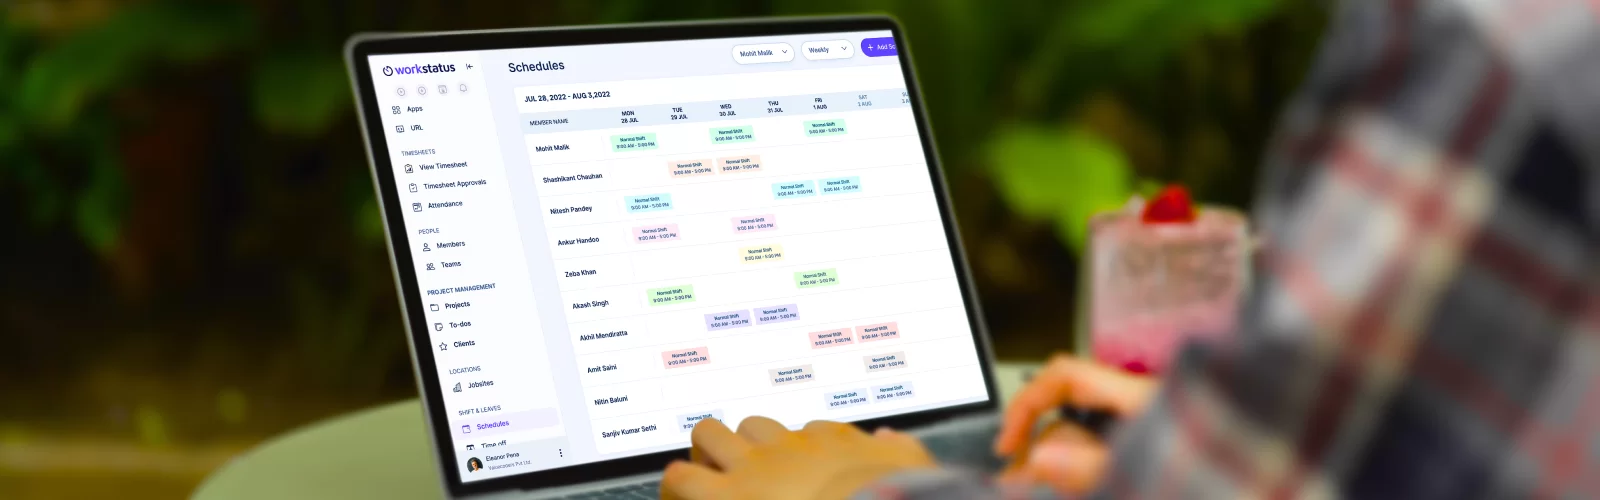 workstatus
Apps
URL
TIMESHEETS
View Timesheet
Timesheet Approvals
Attendance
PEOPLE
Members
Teams
PROJECT MANAGEMENT
Projects
To-dos
Clients
LOCATIONS
Jobsites
SHIFT & LEAVES
Schedules
Time off
Eleanor Pena
Schedules
Mohit Malik
Weekly
+ Add Sc
JUL 28, 2022 - AUG 3,2022
MEMBER NAME
MON
28 JUL
TUE
29 JUL
WED
30 JUL
THU
31 JUL
FRI
1 AUG
SAT
2 AUG
Mohit Malik
Normal Shift
9:00 AM - 5:00 PM
Normal Shift
9:00 AM - 5:00 PM
Normal Shift
9:00 AM - 5:00 PM
Shashikant Chauhan
Normal Shift
9:00 AM - 5:00 PM
Normal Shift
9:00 AM - 5:00 PM
Nitesh Pandey
Normal Shift
9:00 AM - 5:00 PM
Normal Shift
9:00 AM - 5:00 PM
Normal Shift
9:00 AM - 5:00 PM
Ankur Handoo
Normal Shift
9:00 AM - 5:00 PM
Normal Shift
9:00 AM - 5:00 PM
Zeba Khan
Normal Shift
9:00 AM - 5:00 PM
Akash Singh
Normal Shift
9:00 AM - 5:00 PM
Normal Shift
9:00 AM - 5:00 PM
Akhil Mendiratta
Normal Shift
9:00 AM - 5:00 PM
Normal Shift
9:00 AM - 5:00 PM
Amit Saini
Normal Shift
9:00 AM - 5:00 PM
Normal Shift
9:00 AM - 5:00 PM
Normal Shift
9:00 AM - 5:00 PM
Nitin Baluni
Normal Shift
9:00 AM - 5:00 PM
Normal Shift
9:00 AM - 5:00 PM
Sanjiv Kumar Sethi
Normal Shift
9:00
Normal Shift
9:00 AM - 5:00 PM
Normal Shift
9:00 AM - 5:00 PM